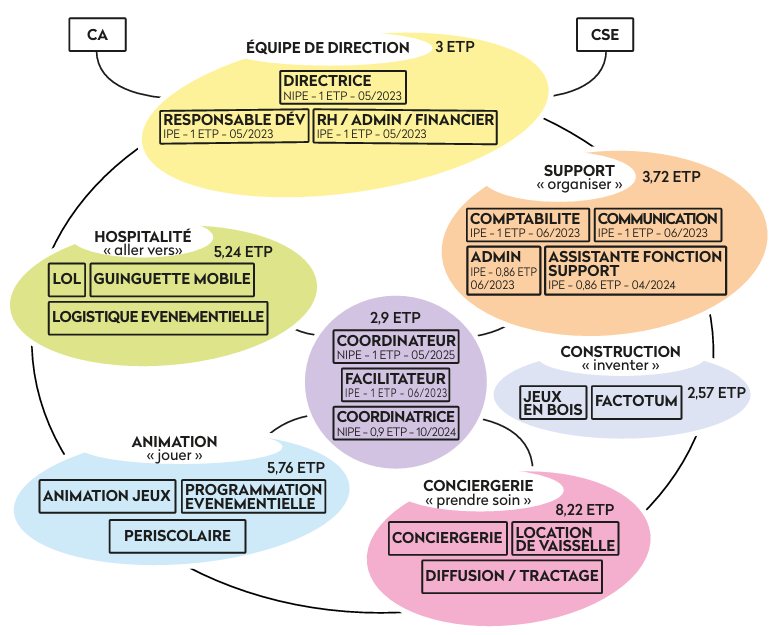 CA
CSE
ÉQUIPE DE DIRECTION
3 ETP
DIRECTRICE
NIPE - 1 ETP - 05/2023
RESPONSABLE DÉV
IPE - 1 ETP - 05/2023
RH / ADMIN / FINANCIER
IPE - 1 ETP - 05/2023
SUPPORT
« organiser »
3,72 ETP
COMPTABILITE
IPE - 1 ETP - 06/2023
COMMUNICATION
IPE - 1 ETP - 06/2023
ADMIN
IPE - 0,86 ETP
06/2023
ASSISTANTE FONCTION
SUPPORT
IPE - 0,86 ETP - 04/2024
HOSPITALITÉ
« aller vers»
5,24 ETP
LOL
GUINGUETTE MOBILE
LOGISTIQUE EVENEMENTIELLE
2,9 ETP
COORDINATEUR
NIPE - 1 ETP - 05/2025
FACILITATEUR
IPE - 1 ETP - 06/2023
COORDINATRICE
NIPE - 0,9 ETP - 10/2024
CONSTRUCTION
« inventer »
2,57 ETP
JEUX
EN BOIS
FACTOTUM
ANIMATION
« jouer »
5,76 ETP
ANIMATION JEUX
PROGRAMMATION
EVENEMENTIELLE
PERISCOLAIRE
CONCIERGERIE
« prendre soin »
8,22 ETP
CONCIERGERIE
LOCATION
DE VAISSELLE
DIFFUSION / TRACTAGE